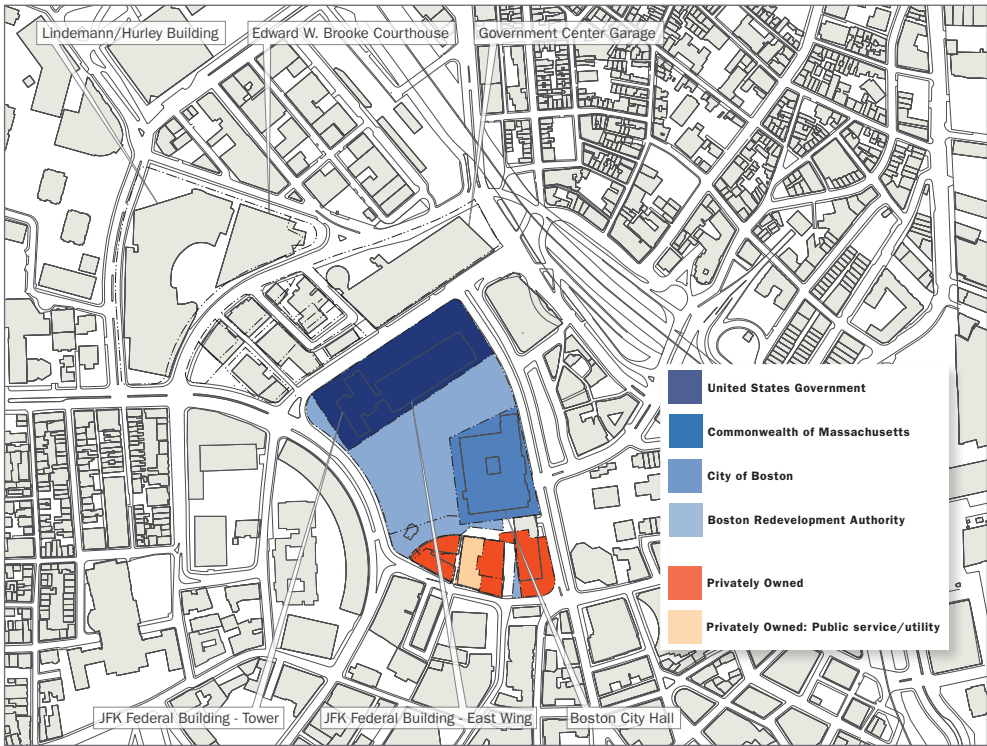 Lindemann/Hurley Building
Edward W. Brooke Courthouse
Government Center Garage
United States Government
Commonwealth of Massachusetts
City of Boston
Boston Redevelopment Authority
Privately Owned
Privately Owned: Public service/utility
JFK Federal Building - Tower
JFK Federal Building - East Wing
Boston City Hall